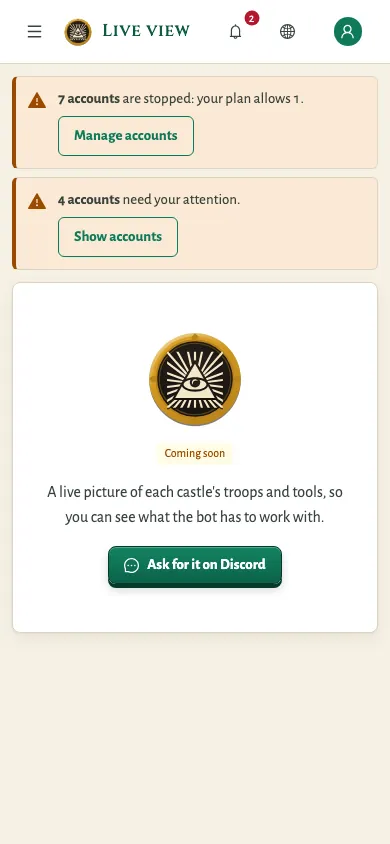 Live view
2
7 accounts are stopped: your plan allows 1.
Manage accounts
4 accounts need your attention.
Show accounts
Coming soon
A live picture of each castle's troops and tools, so
you can see what the bot has to work with.
Ask for it on Discord